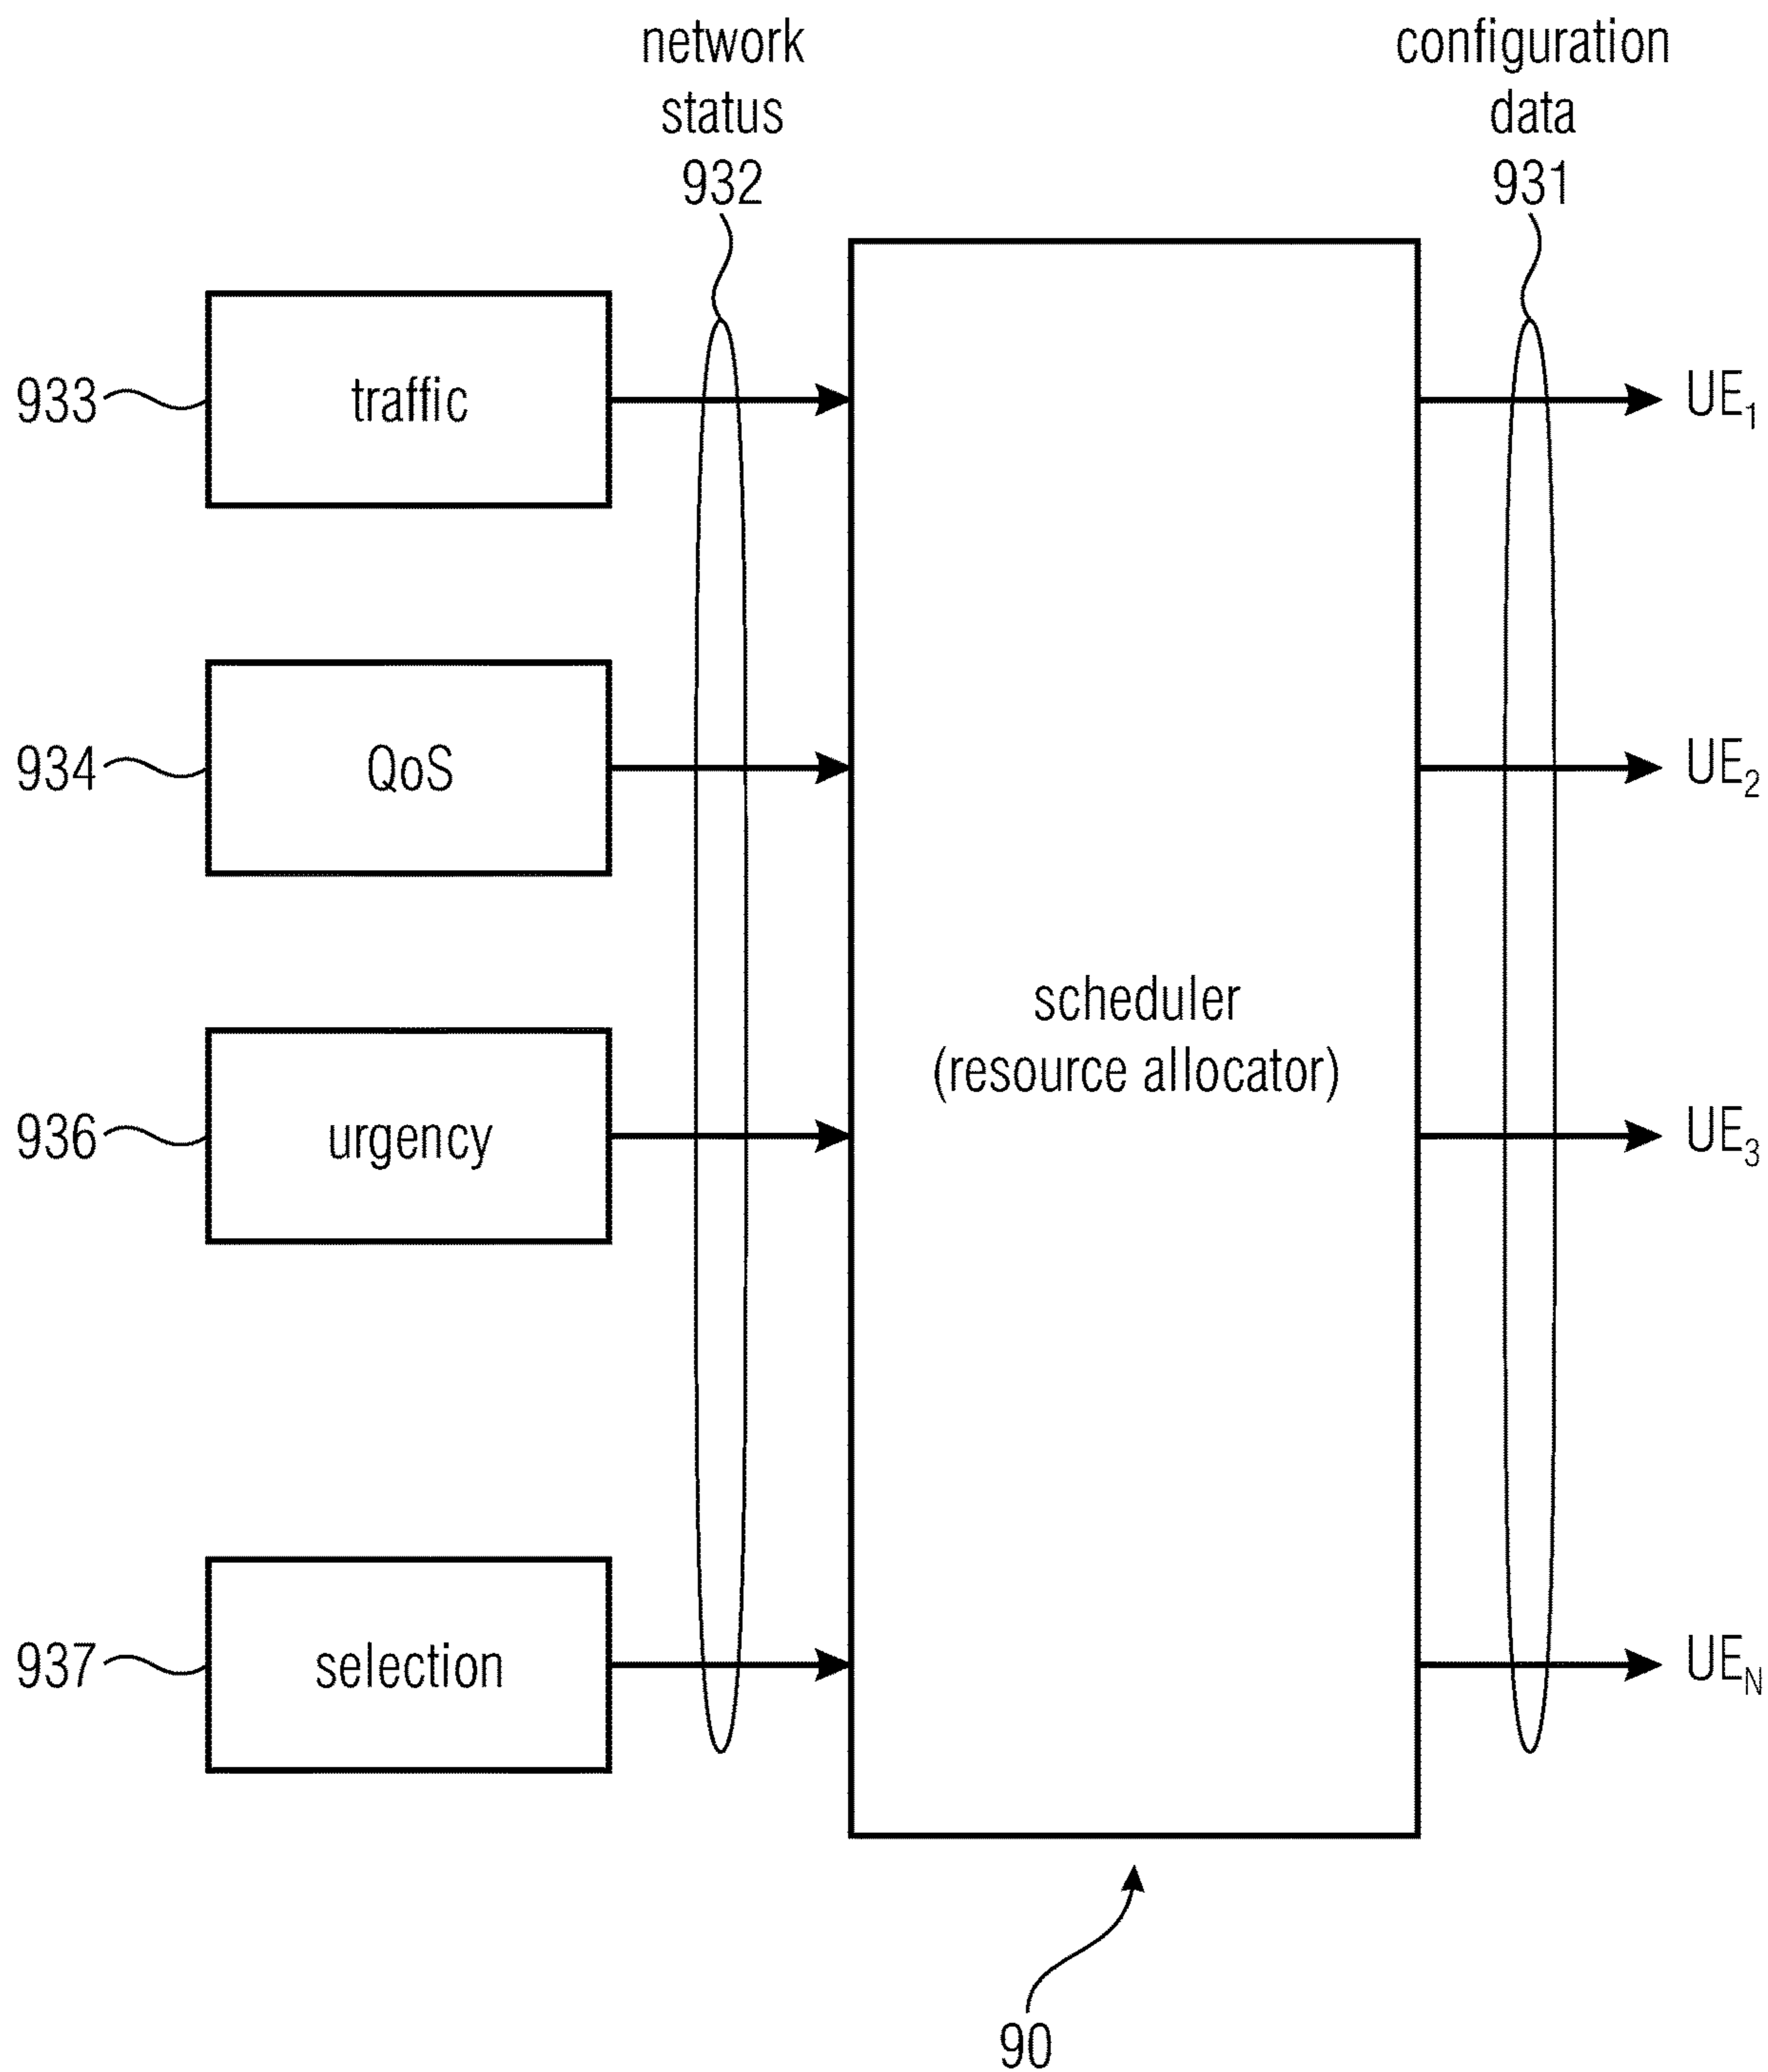 network
status
932
configuration
data
931
933
traffic
UE1
934
QoS
UE2
scheduler
(resource allocator)
936
urgency
UE3
937
selection
UEN
90